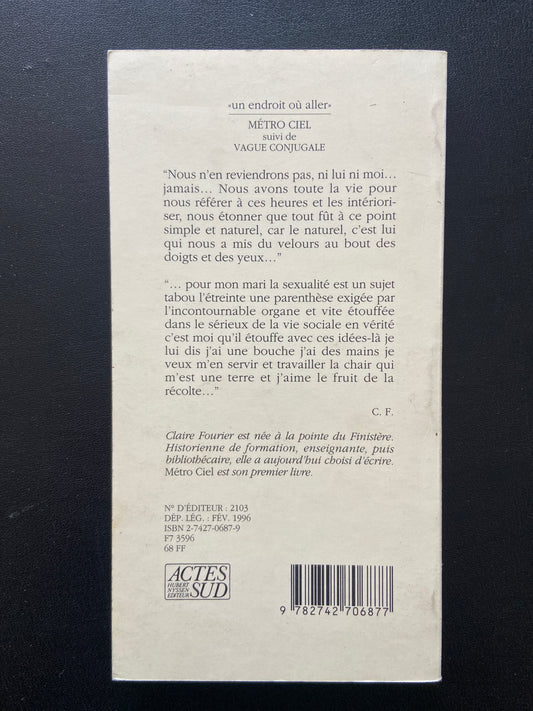 «un endroit où aller»
MÉTRO CIEL
suivi de
VAGUE CONJUGALE
“Nous n'en reviendrons pas, ni lui ni moi…
jamais… Nous avons toute la vie pour
nous référer à ces heures et les intériori-
ser, nous étonner que tout fût à ce point
simple et naturel, car le naturel, c'est lui
qui nous a mis du velours au bout des
doigts et des yeux…”
“… pour mon mari la sexualité est un sujet
tabou l'étreinte une parenthèse exigée par
l'incontournable organe et vite étouffée
dans le sérieux de la vie sociale en vérité
c'est moi qu'il étouffe avec ces idées-là je
lui dis j'ai une bouche j'ai des mains je
veux m'en servir et travailler la chair qui
m'est une terre et j'aime le fruit de la
récolte…”
C. F.
Claire Fourier est née à la pointe du Finistère.
Historienne de formation, enseignante, puis
bibliothécaire, elle a aujourd'hui choisi d'écrire.
Métro Ciel est son premier livre.
N° D'ÉDITEUR : 2103
DÉP. LÉG. : FÉV. 1996
ISBN 2-7427-0687-9
F7 3596
68 FF
ACTES
HUBERT
NYSSEN
ÉDITEUR
SUD
9 782742 706877